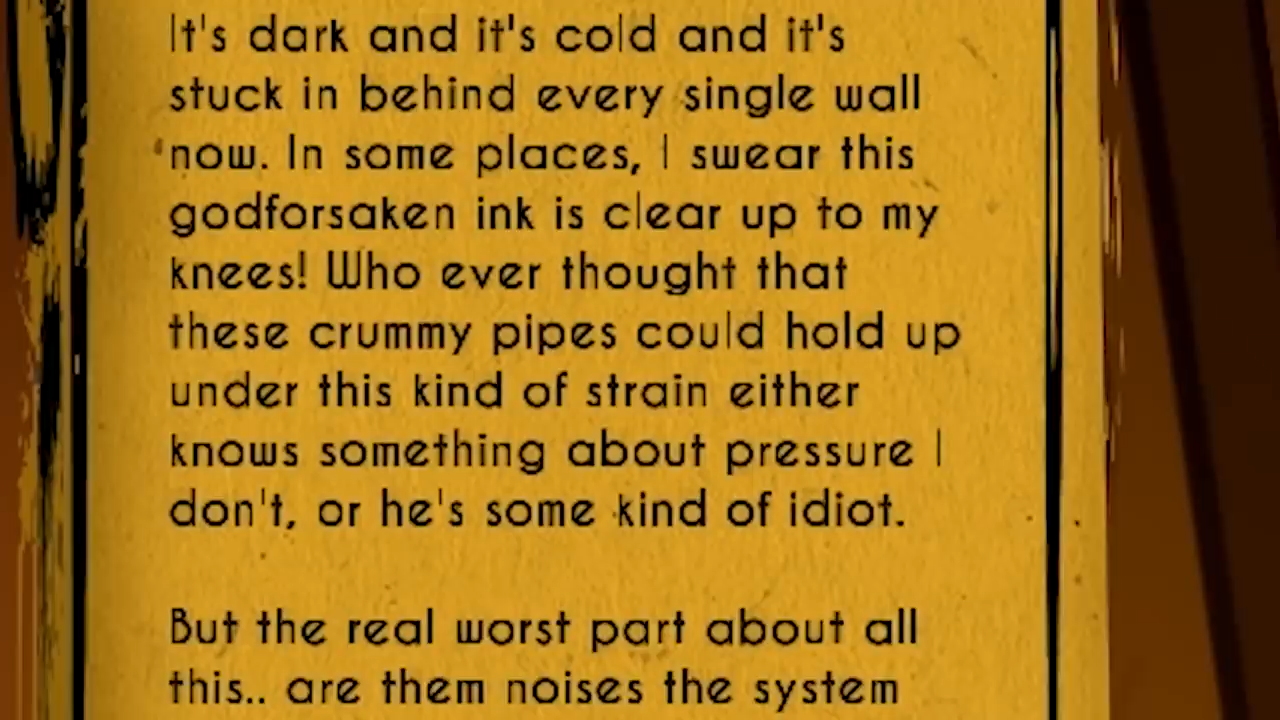 It's dark and it's cold and it's
stuck in behind every single wall
now. In some places, I swear this
godforsaken ink is clear up to my
knees! Who ever thought that
these crummy pipes could hold up
under this kind of strain either
knows something about pressure I
don't, or he's some kind of idiot.
But the real worst part about all
this.. are them noises the system